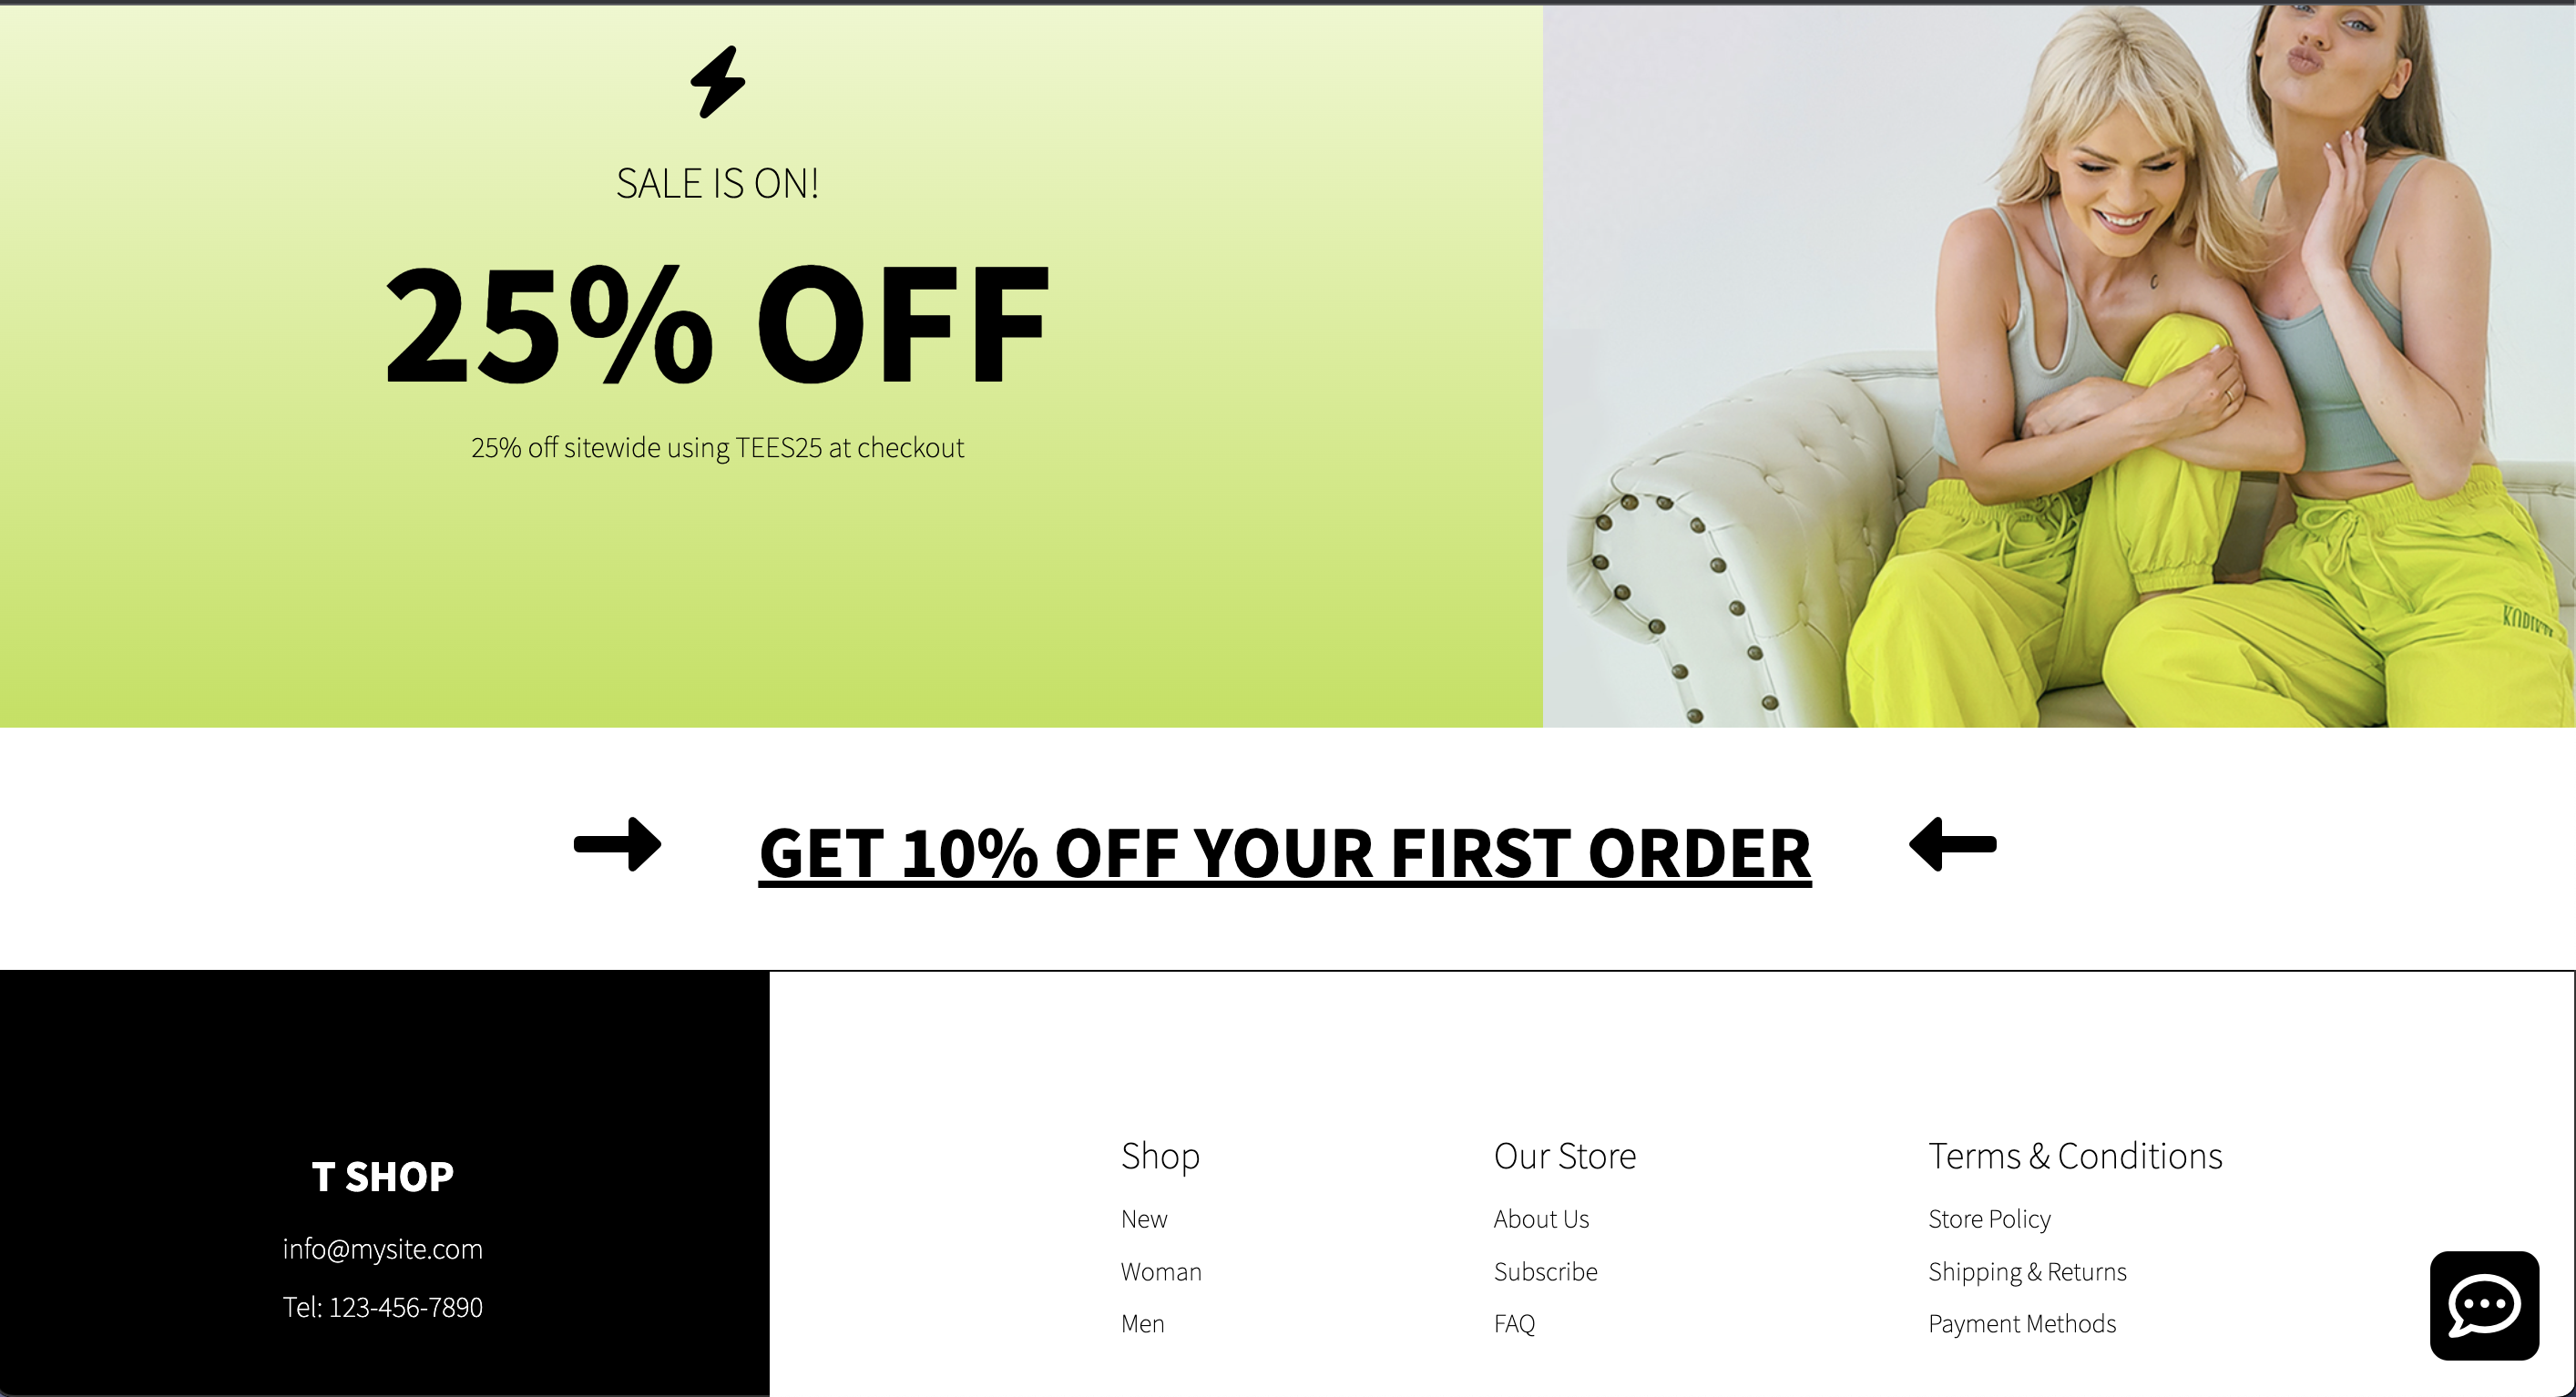 SALE IS ON!
25% OFF
25% off sitewide using TEES25 at checkout
GET 10% OFF YOUR FIRST ORDER
T SHOP
info@mysite.com
Tel: 123-456-7890
Shop
New
Woman
Men
Our Store
About Us
Subscribe
FAQ
Terms & Conditions
Store Policy
Shipping & Returns
Payment Methods